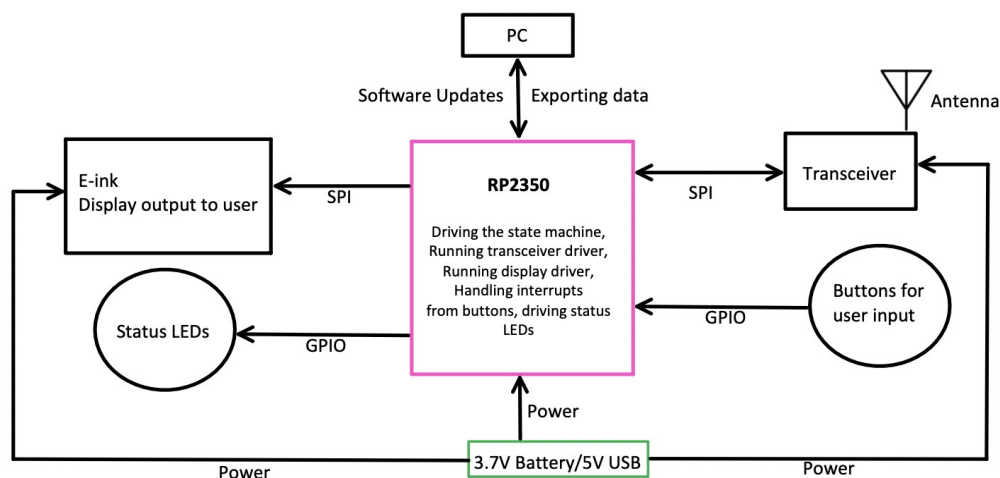 PC
Software Updates
Exporting data
Antenna
E-ink
Display output to user
SPI
RP2350
Driving the state machine,
Running transceiver driver,
Running display driver,
Handling interrupts
from buttons, driving status
LEDs
SPI
Transceiver
Status LEDs
GPIO
GPIO
Buttons for
user input
Power
3.7V Battery/5V USB
Power
Power